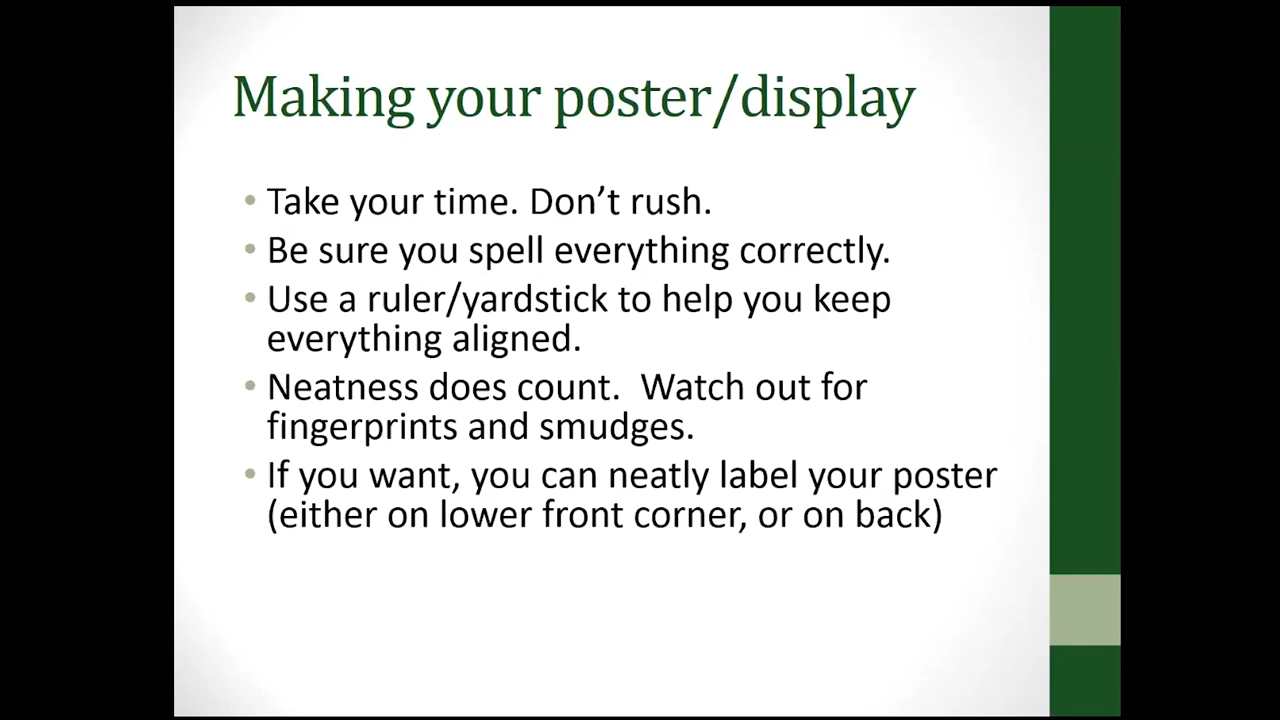 Making your poster/display
• Take your time. Don’t rush.
• Be sure you spell everything correctly.
• Use a ruler/yardstick to help you keep
everything aligned.
• Neatness does count.  Watch out for
fingerprints and smudges.
• If you want, you can neatly label your poster
(either on lower front corner, or on back)